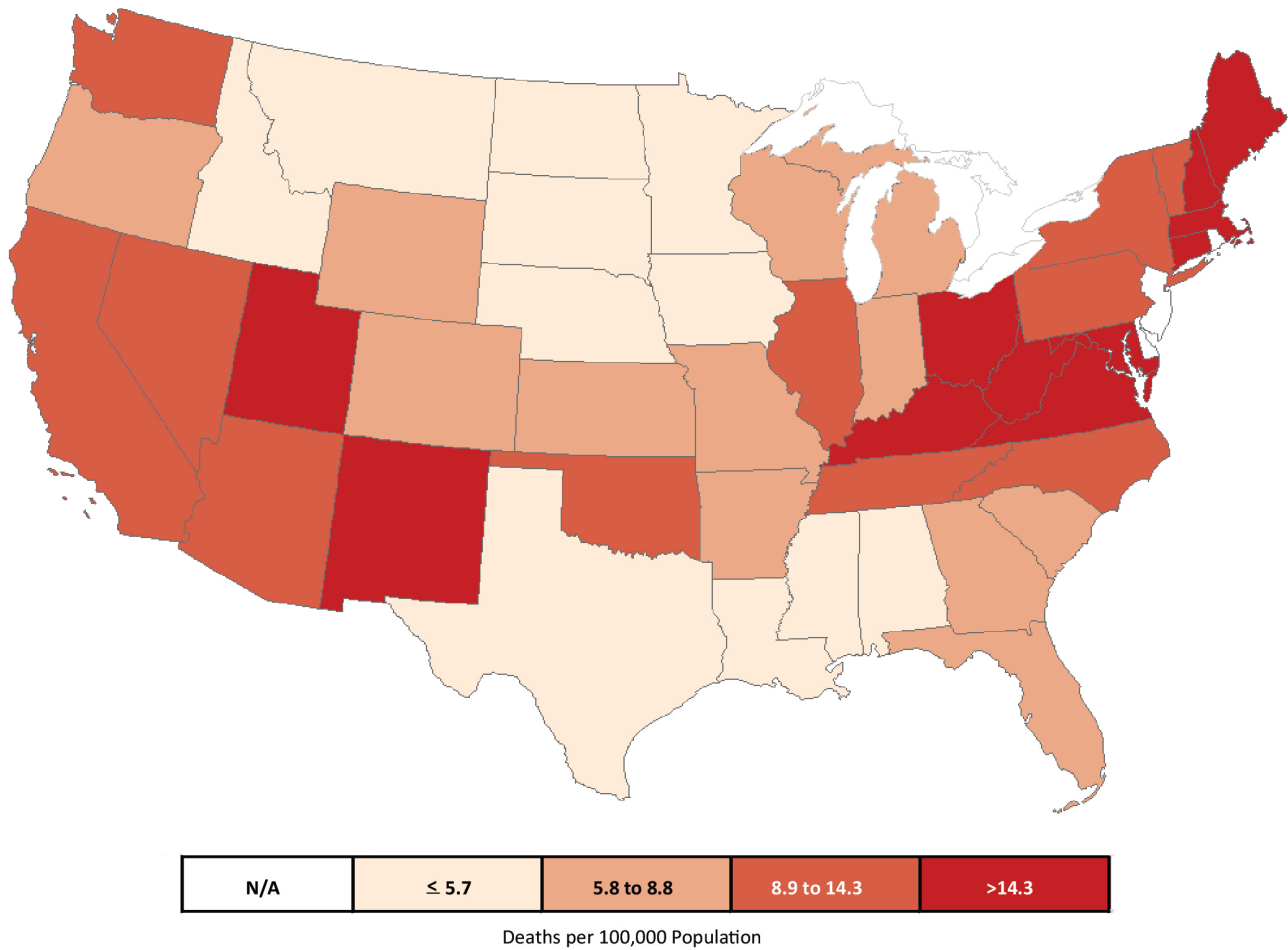 N/A
≤ 5.7
5.8 to 8.8
8.9 to 14.3
>14.3
Deaths per 100,000 Population